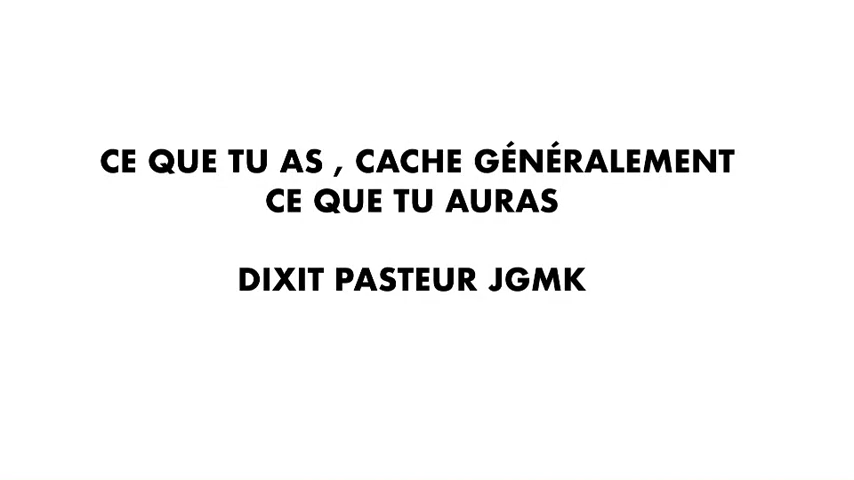 CE QUE TU AS , CACHE GÉNÉRALEMENT
CE QUE TU AURAS
DIXIT PASTEUR JGMK